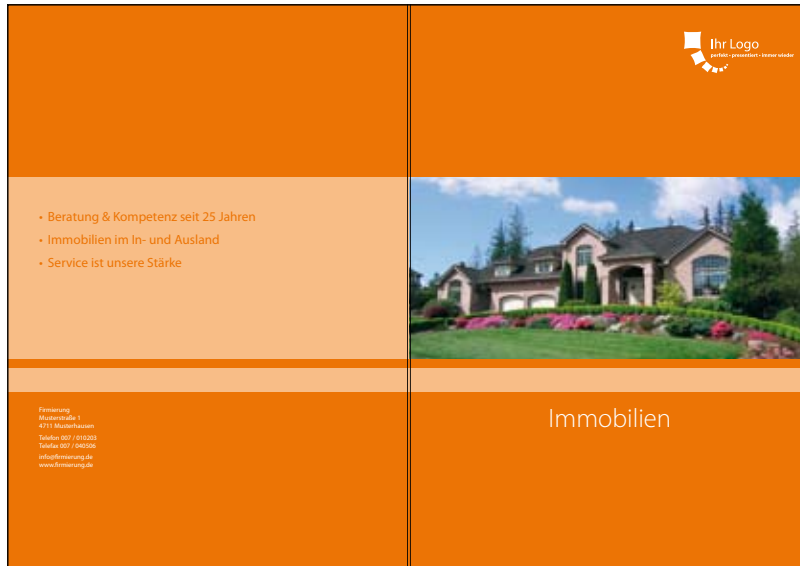 • Beratung & Kompetenz seit 25 Jahren
• Immobilien im In- und Ausland
• Service ist unsere Stärke
Firmierung
Musterstraße 1
4711 Musterhausen
Telefon 007 / 010203
Telefax 007 / 040506
info@firmierung.de
www.firmierung.de
Ihr Logo
perfekt - präsentiert - immer wieder
Immobilien